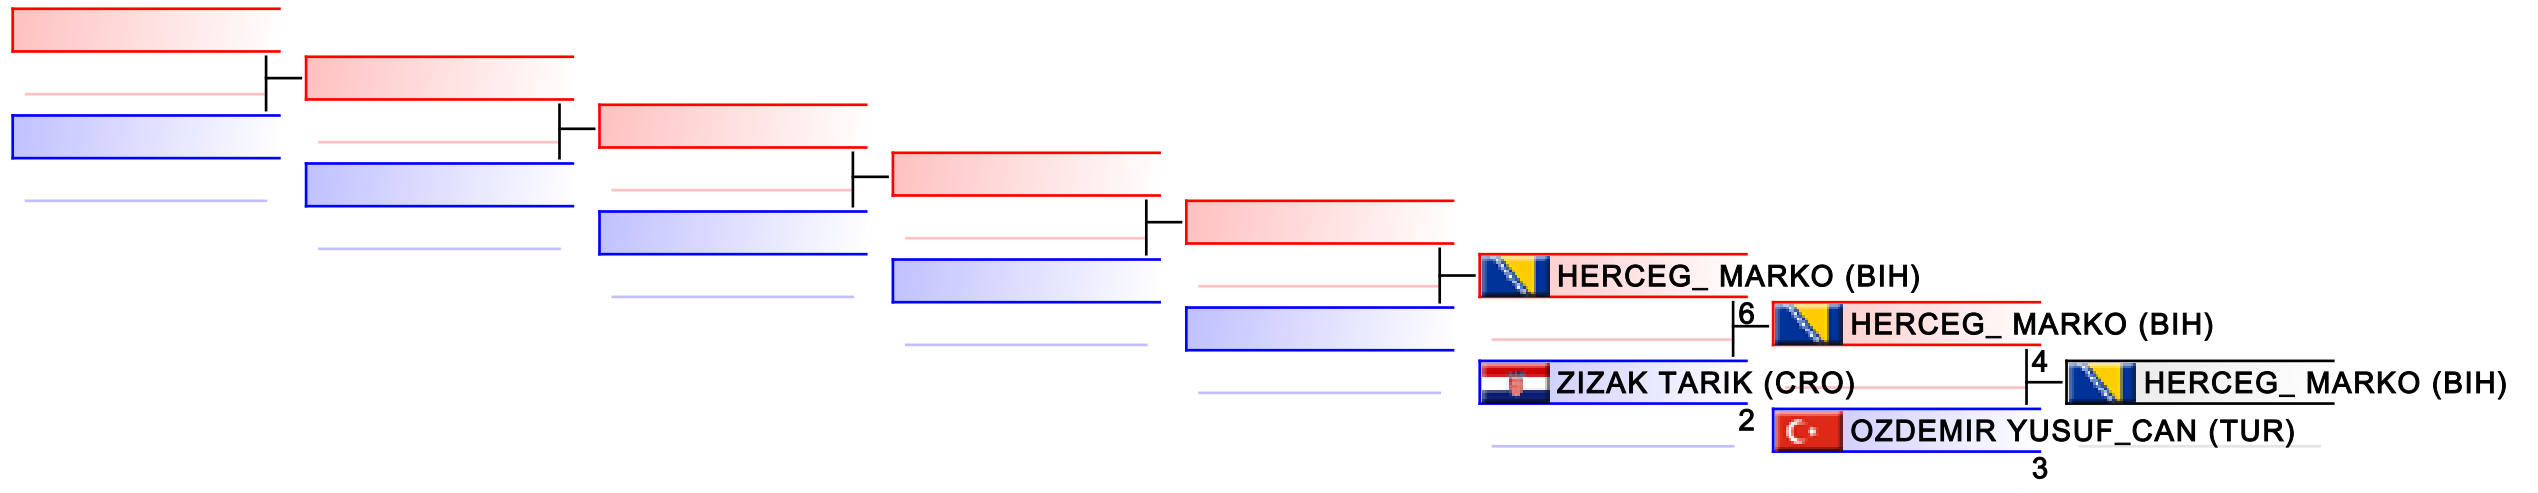 HERCEG_ MARKO (BIH)
6
HERCEG_ MARKO (BIH)
ZIZAK TARIK (CRO)
4
HERCEG_ MARKO (BIH)
2
OZDEMIR YUSUF_CAN (TUR)
3